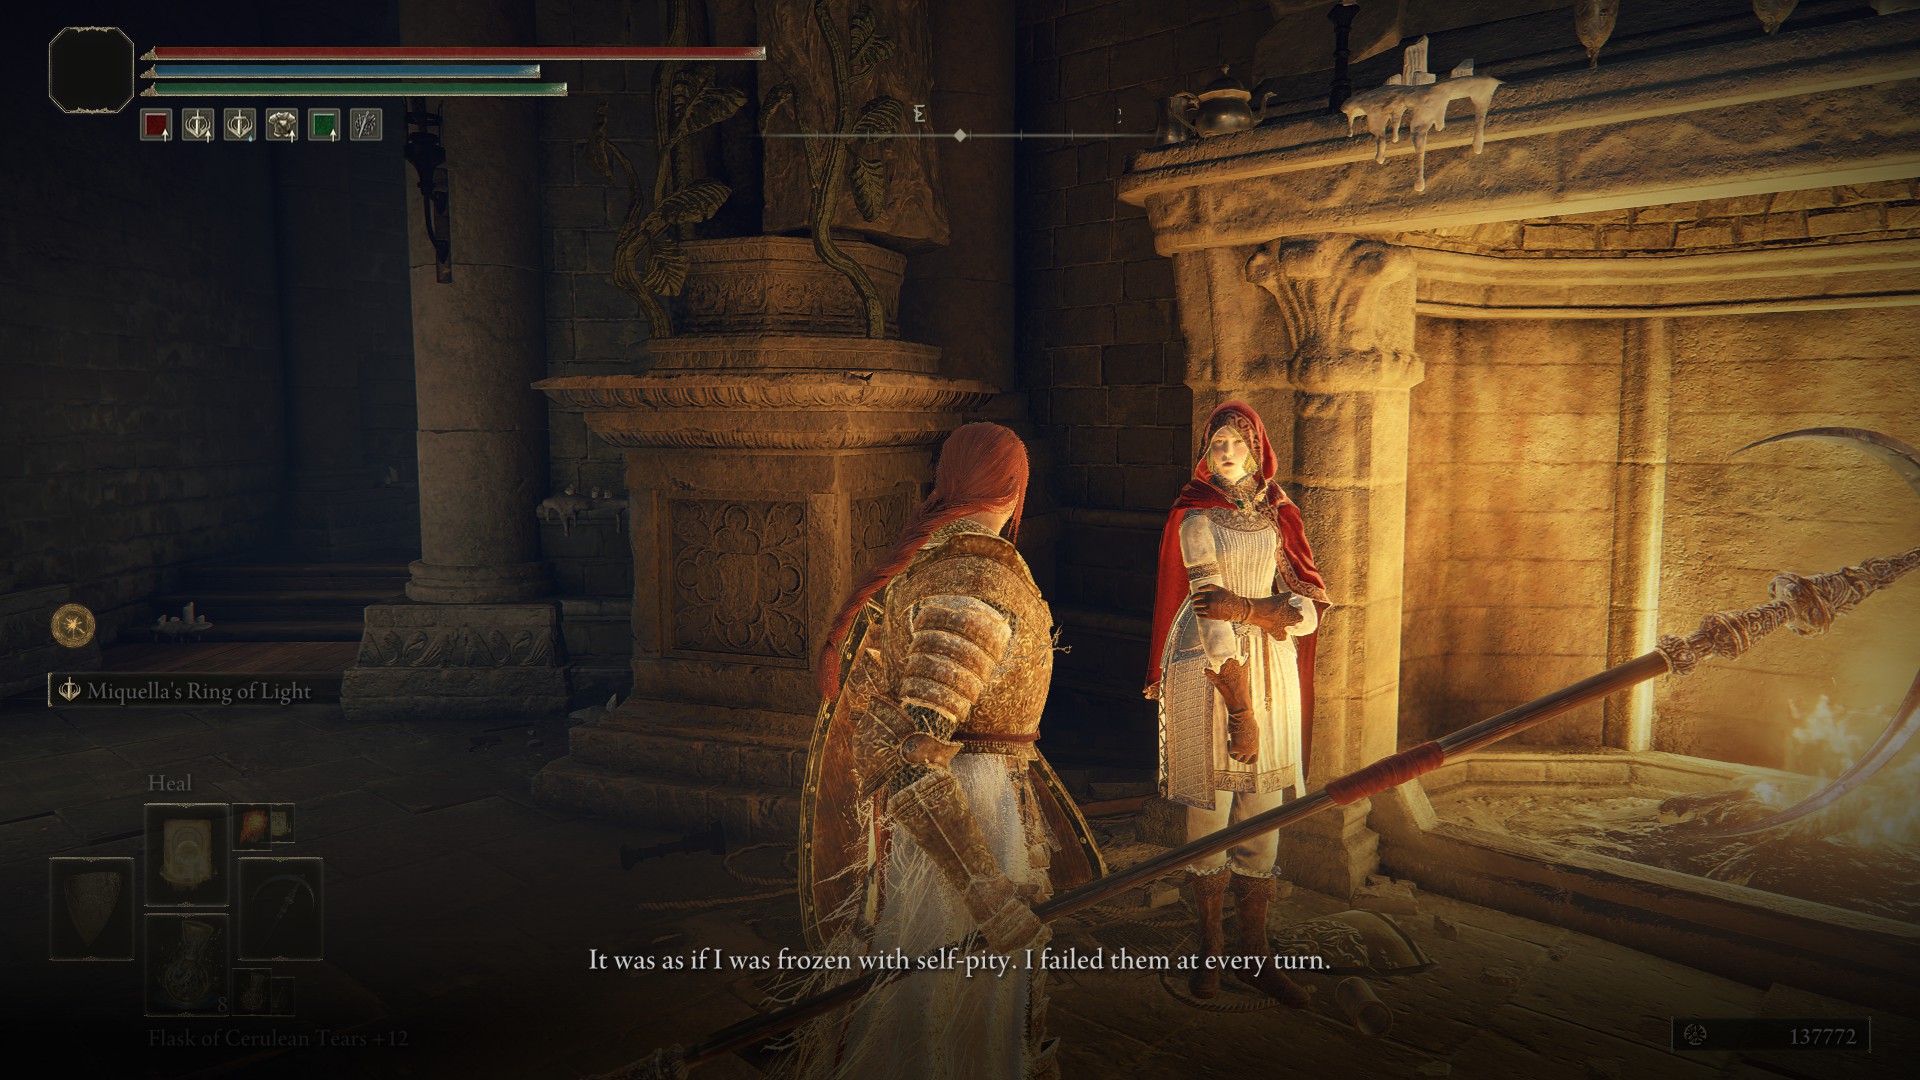 E
Miquella's Ring of Light
Heal
8
It was as if I was frozen with self-pity. I failed them at every turn.
Flask of Cerulean Tears +12
137772